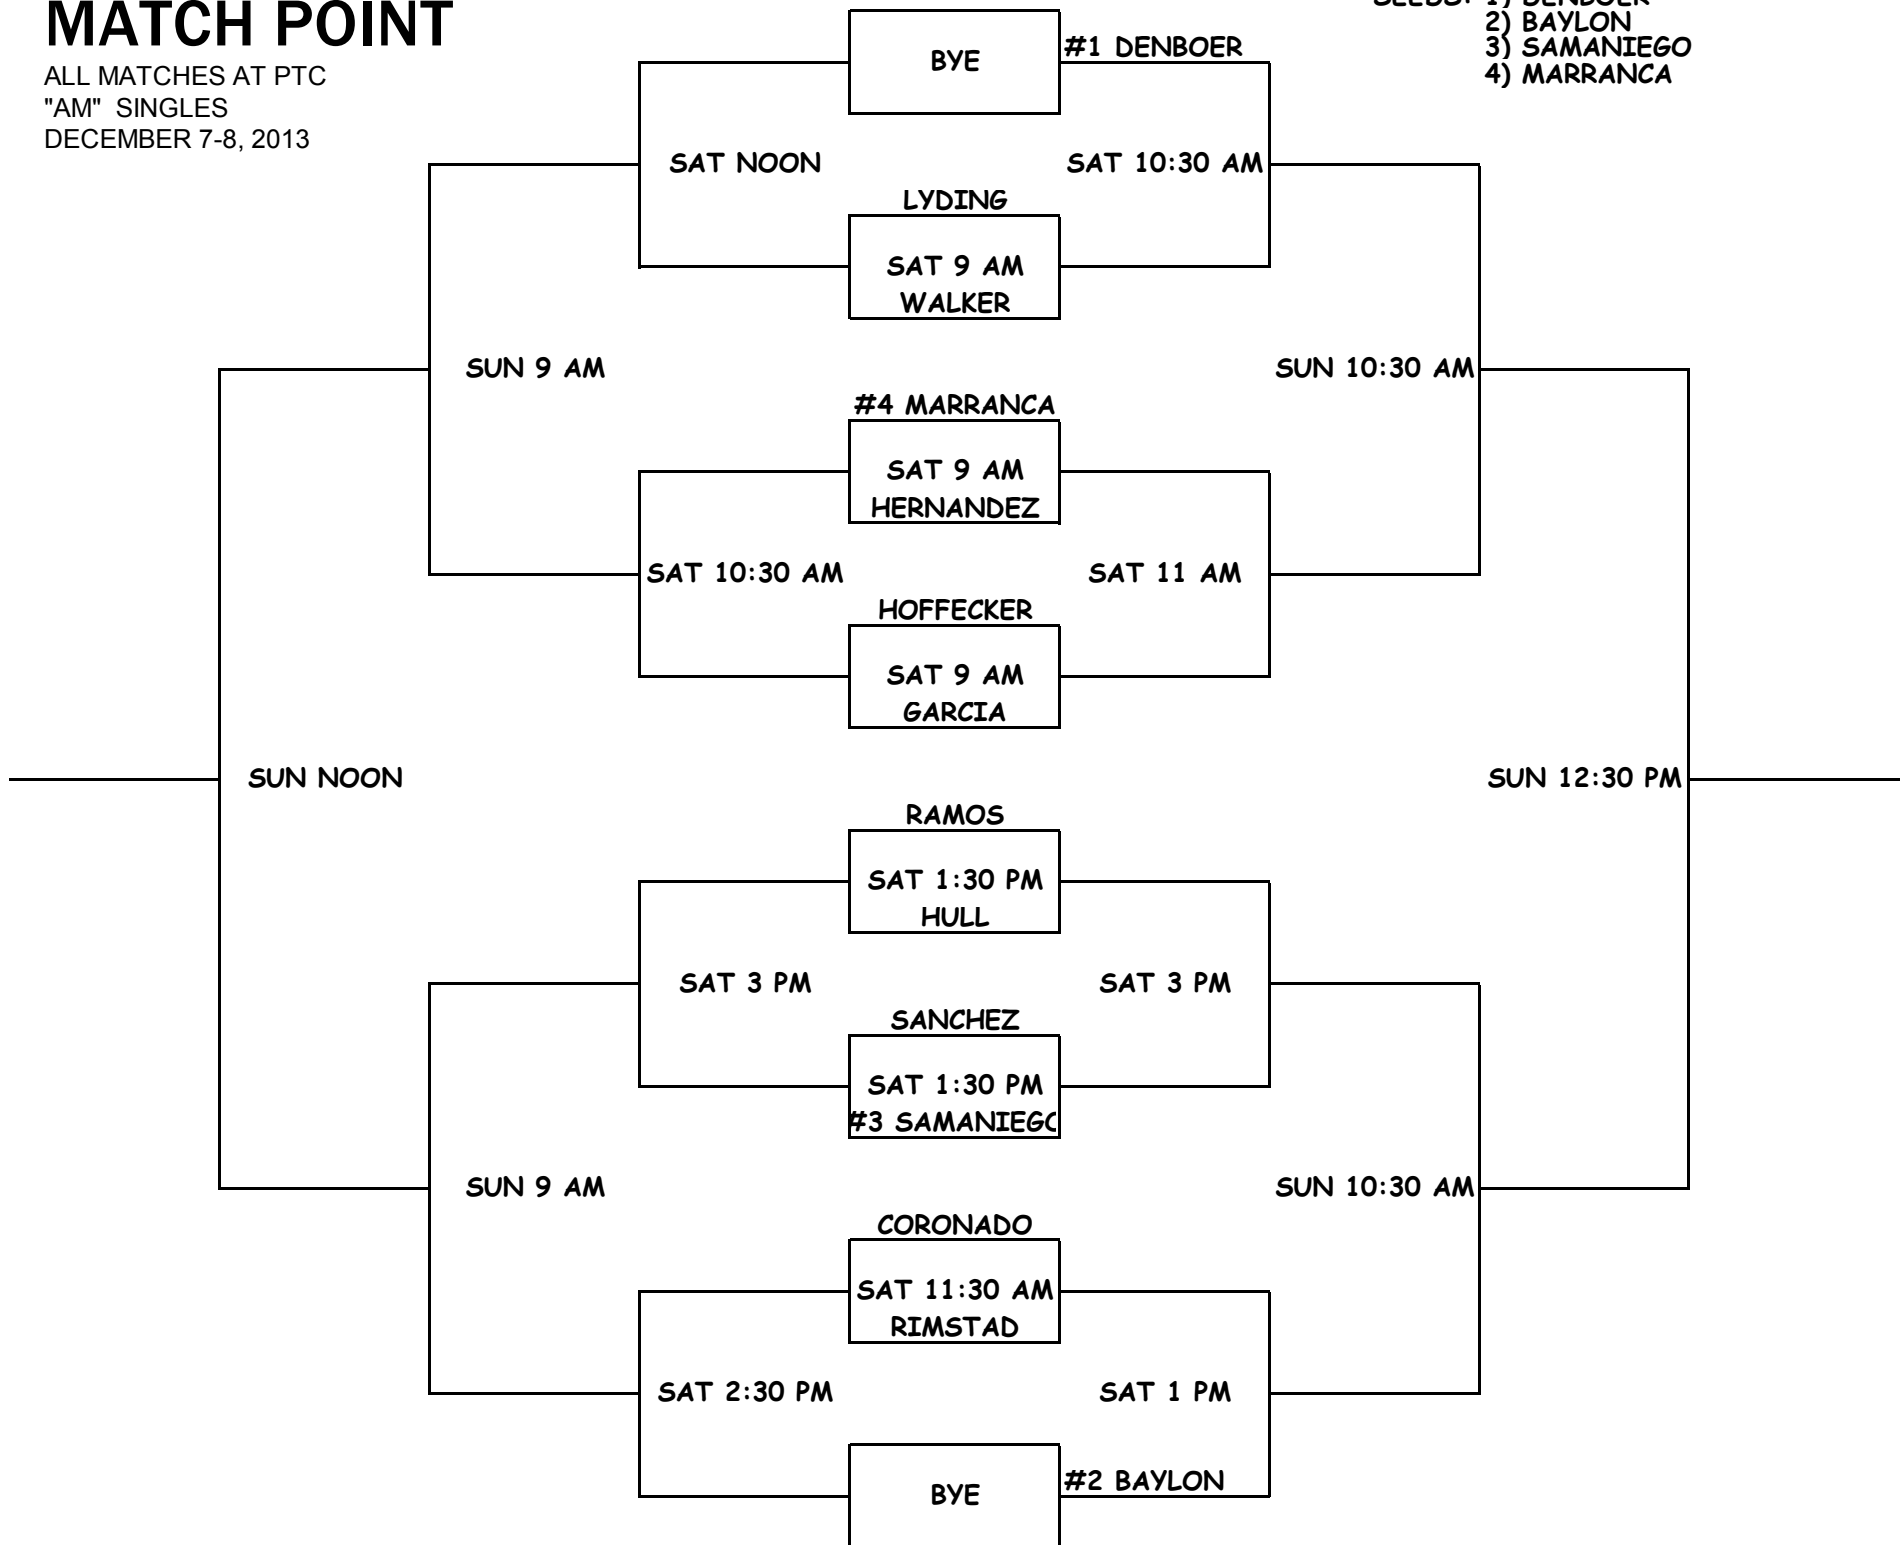 MATCH POINT
ALL MATCHES AT PTC
"AM" SINGLES
DECEMBER 7-8, 2013
SEEDS: 1) DENBOER
2) BAYLON
3) SAMANIEGO
4) MARRANCA
BYE
#1 DENBOER
SAT NOON
SAT 10:30 AM
LYDING
SAT 9 AM
WALKER
SUN 9 AM
SUN 10:30 AM
#4 MARRANCA
SAT 9 AM
HERNANDEZ
SAT 10:30 AM
SAT 11 AM
HOFFECKER
SAT 9 AM
GARCIA
SUN NOON
SUN 12:30 PM
RAMOS
SAT 1:30 PM
HULL
SAT 3 PM
SAT 3 PM
SANCHEZ
SAT 1:30 PM
#3 SAMANIEGO
SUN 9 AM
SUN 10:30 AM
CORONADO
SAT 11:30 AM
RIMSTAD
SAT 2:30 PM
SAT 1 PM
BYE
#2 BAYLON